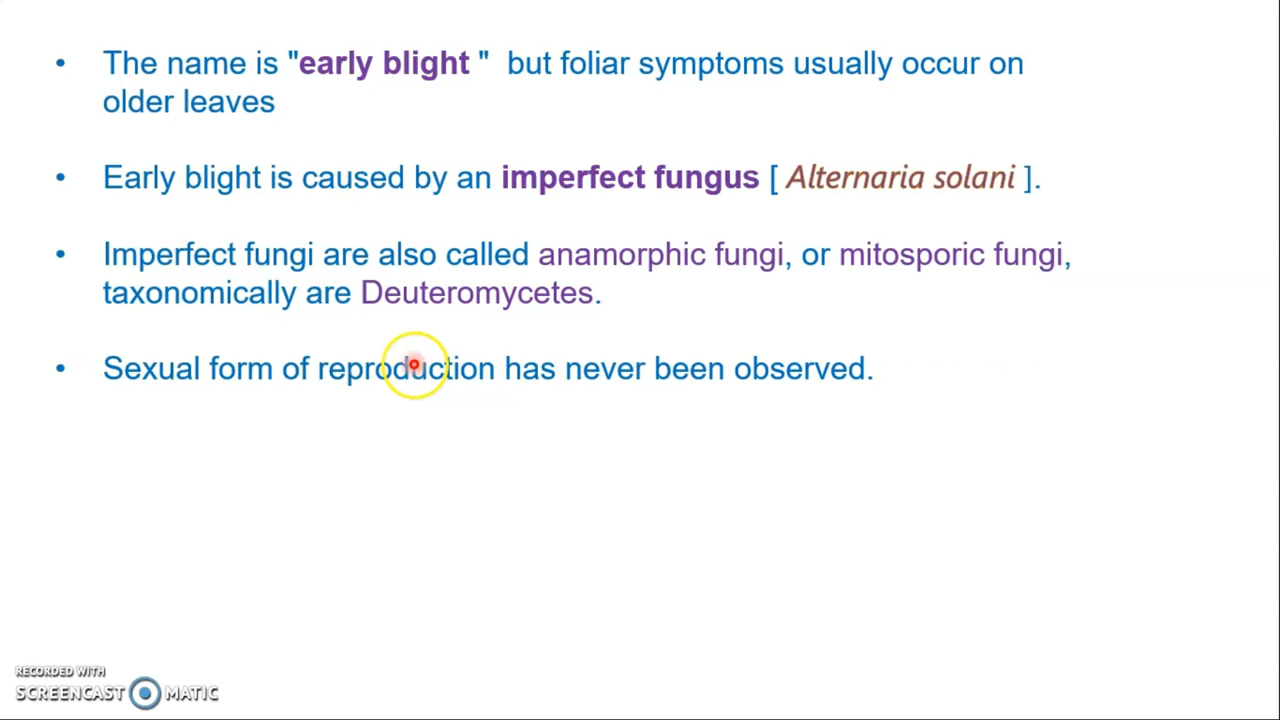 • The name is "early blight " but foliar symptoms usually occur on
older leaves
• Early blight is caused by an imperfect fungus [ Alternaria solani ].
• Imperfect fungi are also called anamorphic fungi, or mitosporic fungi,
taxonomically are Deuteromycetes.
• Sexual form of reproduction has never been observed.
RECORDED WITH
SCREENCAST MATIC